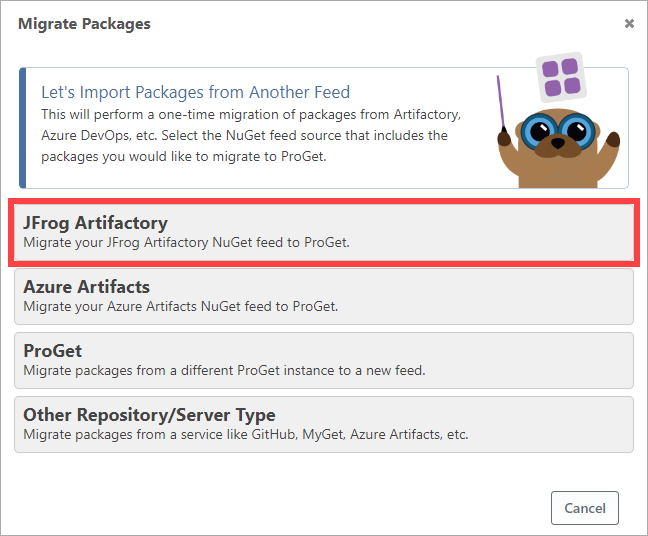 Migrate Packages
Let's Import Packages from Another Feed
This will perform a one-time migration of packages from Artifactory,
Azure DevOps, etc. Select the NuGet feed source that includes the
packages you would like to migrate to ProGet.
JFrog Artifactory
Migrate your JFrog Artifactory NuGet feed to ProGet.
Azure Artifacts
Migrate your Azure Artifacts NuGet feed to ProGet.
ProGet
Migrate packages from a different ProGet instance to a new feed.
Other Repository/Server Type
Migrate packages from a service like GitHub, MyGet, Azure Artifacts, etc.
Cancel